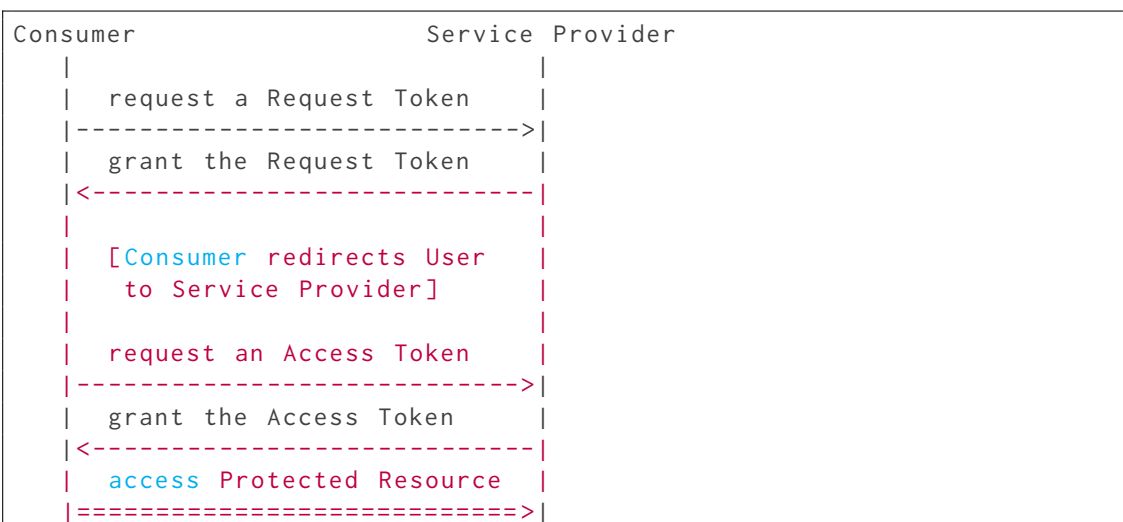 Consumer                  Service Provider
   |                             |
   |  request a Request Token    |
   |---------------------------->|
   |  grant the Request Token    |
   |<----------------------------|
   |                             |
   |  [Consumer redirects User   |
   |   to Service Provider]      |
   |                             |
   |  request an Access Token    |
   |---------------------------->|
   |  grant the Access Token     |
   |<----------------------------|
   |  access Protected Resource  |
   |============================>|